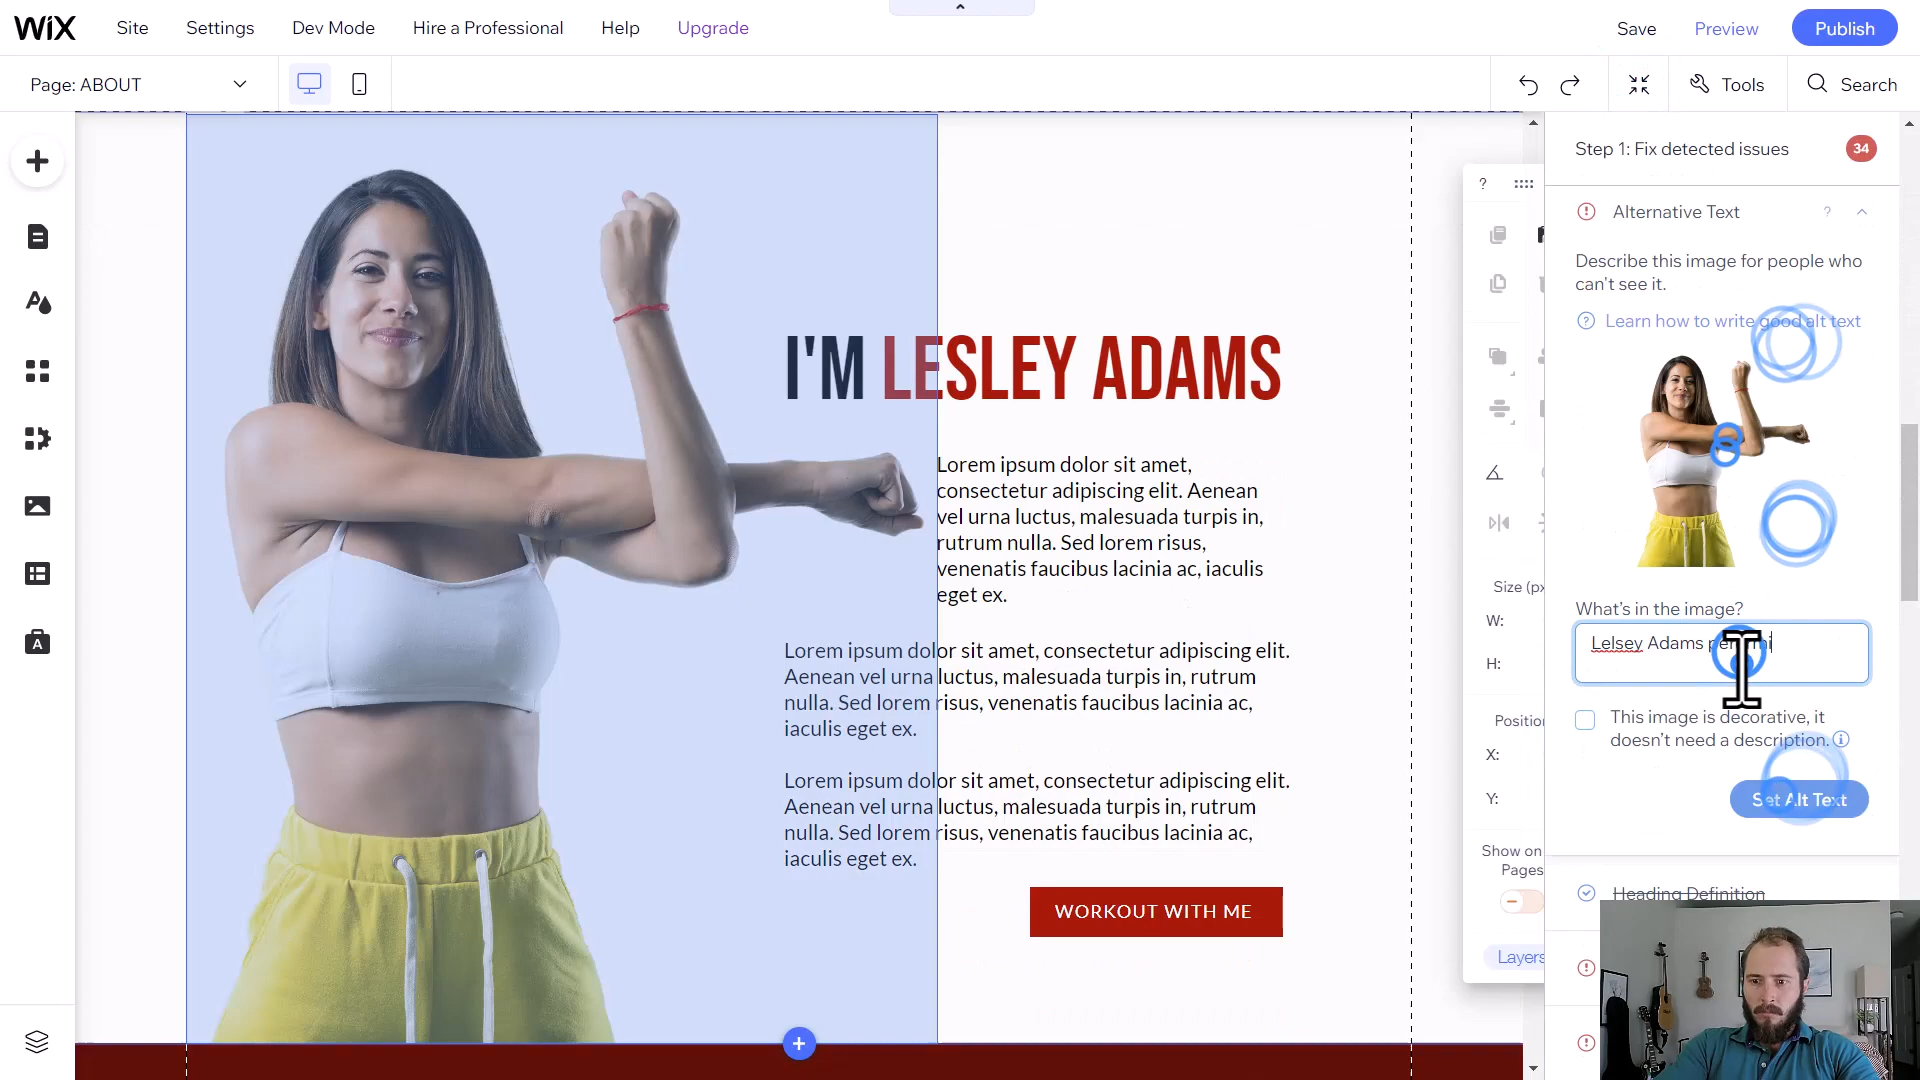 WiX
Site
Settings
Dev Mode
Hire a Professional
Help
Upgrade
Save
Preview
Publish
Page: ABOUT
Tools
Search
I'M LESLEY ADAMS
Lorem ipsum dolor sit amet,
consectetur adipiscing elit. Aenean
vel urna luctus, malesuada turpis in,
rutrum nulla. Sed lorem risus,
venenatis faucibus lacinia ac, iaculis
eget ex.
Lorem ipsum dolor sit amet, consectetur adipiscing elit.
Aenean vel urna luctus, malesuada turpis in, rutrum
nulla. Sed lorem risus, venenatis faucibus lacinia ac,
iaculis eget ex.
Lorem ipsum dolor sit amet, consectetur adipiscing elit.
Aenean vel urna luctus, malesuada turpis in, rutrum
nulla. Sed lorem risus, venenatis faucibus lacinia ac,
iaculis eget ex.
WORKOUT WITH ME
?
Size (px
W:
H:
Position
X:
Y:
Show on
Pages
Layers
Step 1: Fix detected issues
34
Alternative Text ?
Describe this image for people who
can't see it.
? Learn how to write good alt text
What's in the image?
Lelsey Adams
This image is decorative, it
doesn't need a description.
Set Alt Text
Heading Definition